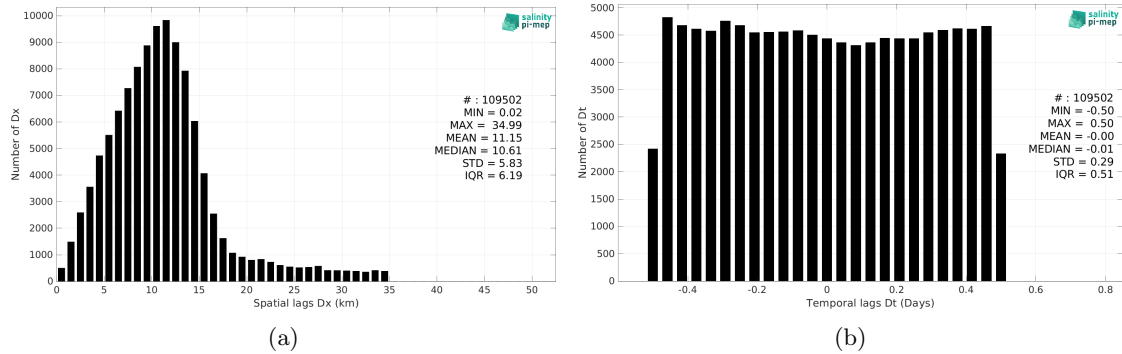 10000
9000
8000
7000
6000
5000
4000
3000
2000
1000
0
Number of Dx
0 5 10 15 20 25 30 35 40 45 50
Spatial lags Dx (km)
salinity
pi-mep
# : 109502
MIN = 0.02
MAX = 34.99
MEAN = 11.15
MEDIAN = 10.61
STD = 5.83
IQR = 6.19
(a)
5000
4500
4000
3500
3000
2500
2000
1500
1000
500
0
Number of Dt
-0.4 -0.2 0 0.2 0.4 0.6 0.8
Temporal lags Dt (Days)
salinity
pi-mep
# : 109502
MIN = -0.50
MAX = 0.50
MEAN = -0.00
MEDIAN = -0.01
STD = 0.29
IQR = 0.51
(b)